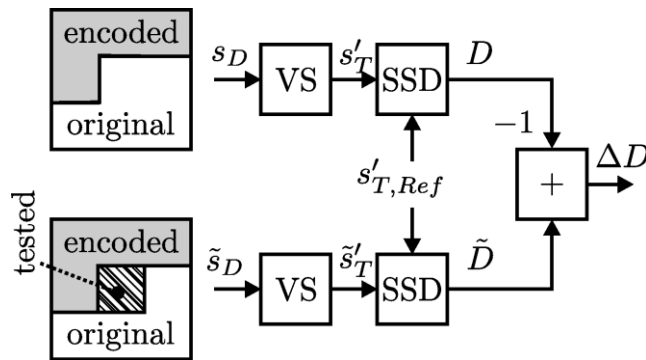 encoded
original
s_D
VS
s'_T
SSD
D
−1
s'_{T,Ref}
+
ΔD
tested
encoded
original
s̃_D
VS
s̃'_T
SSD
D̃